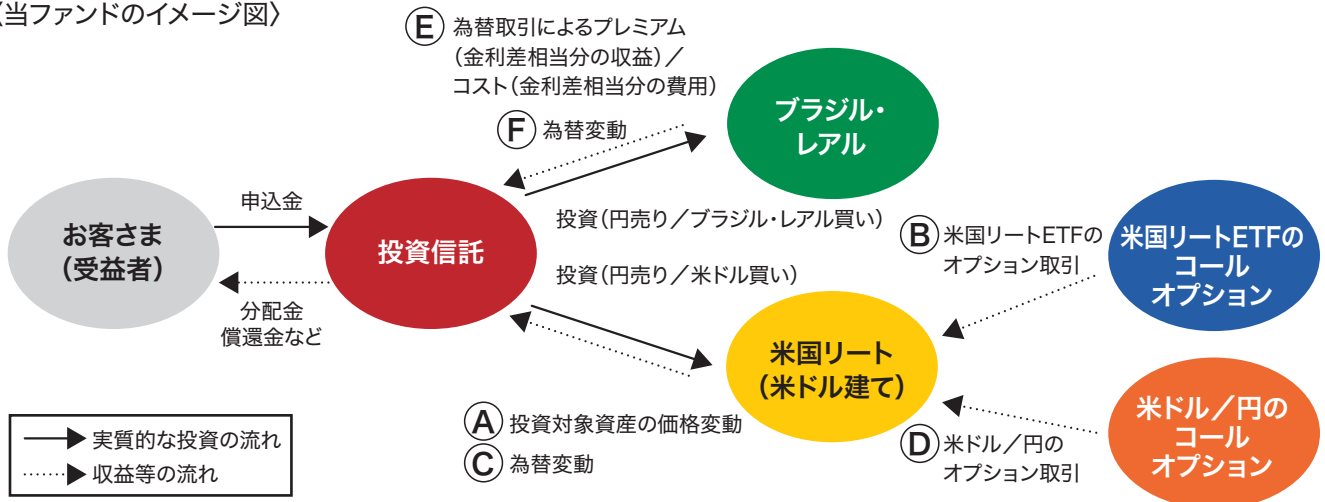 〈当ファンドのイメージ図〉
Ⓔ 為替取引によるプレミアム
(金利差相当分の収益)／
コスト(金利差相当分の費用)
Ⓕ 為替変動
ブラジル・
レアル
お客さま
(受益者)
申込金
分配金
償還金など
投資信託
投資(円売り／ブラジル・レアル買い)
投資(円売り／米ドル買い)
Ⓑ 米国リートETFの
オプション取引
米国リートETFの
コール
オプション
米国リート
(米ドル建て)
Ⓐ 投資対象資産の価格変動
Ⓒ 為替変動
Ⓓ 米ドル／円の
オプション取引
米ドル／円の
コール
オプション
実質的な投資の流れ
収益等の流れ